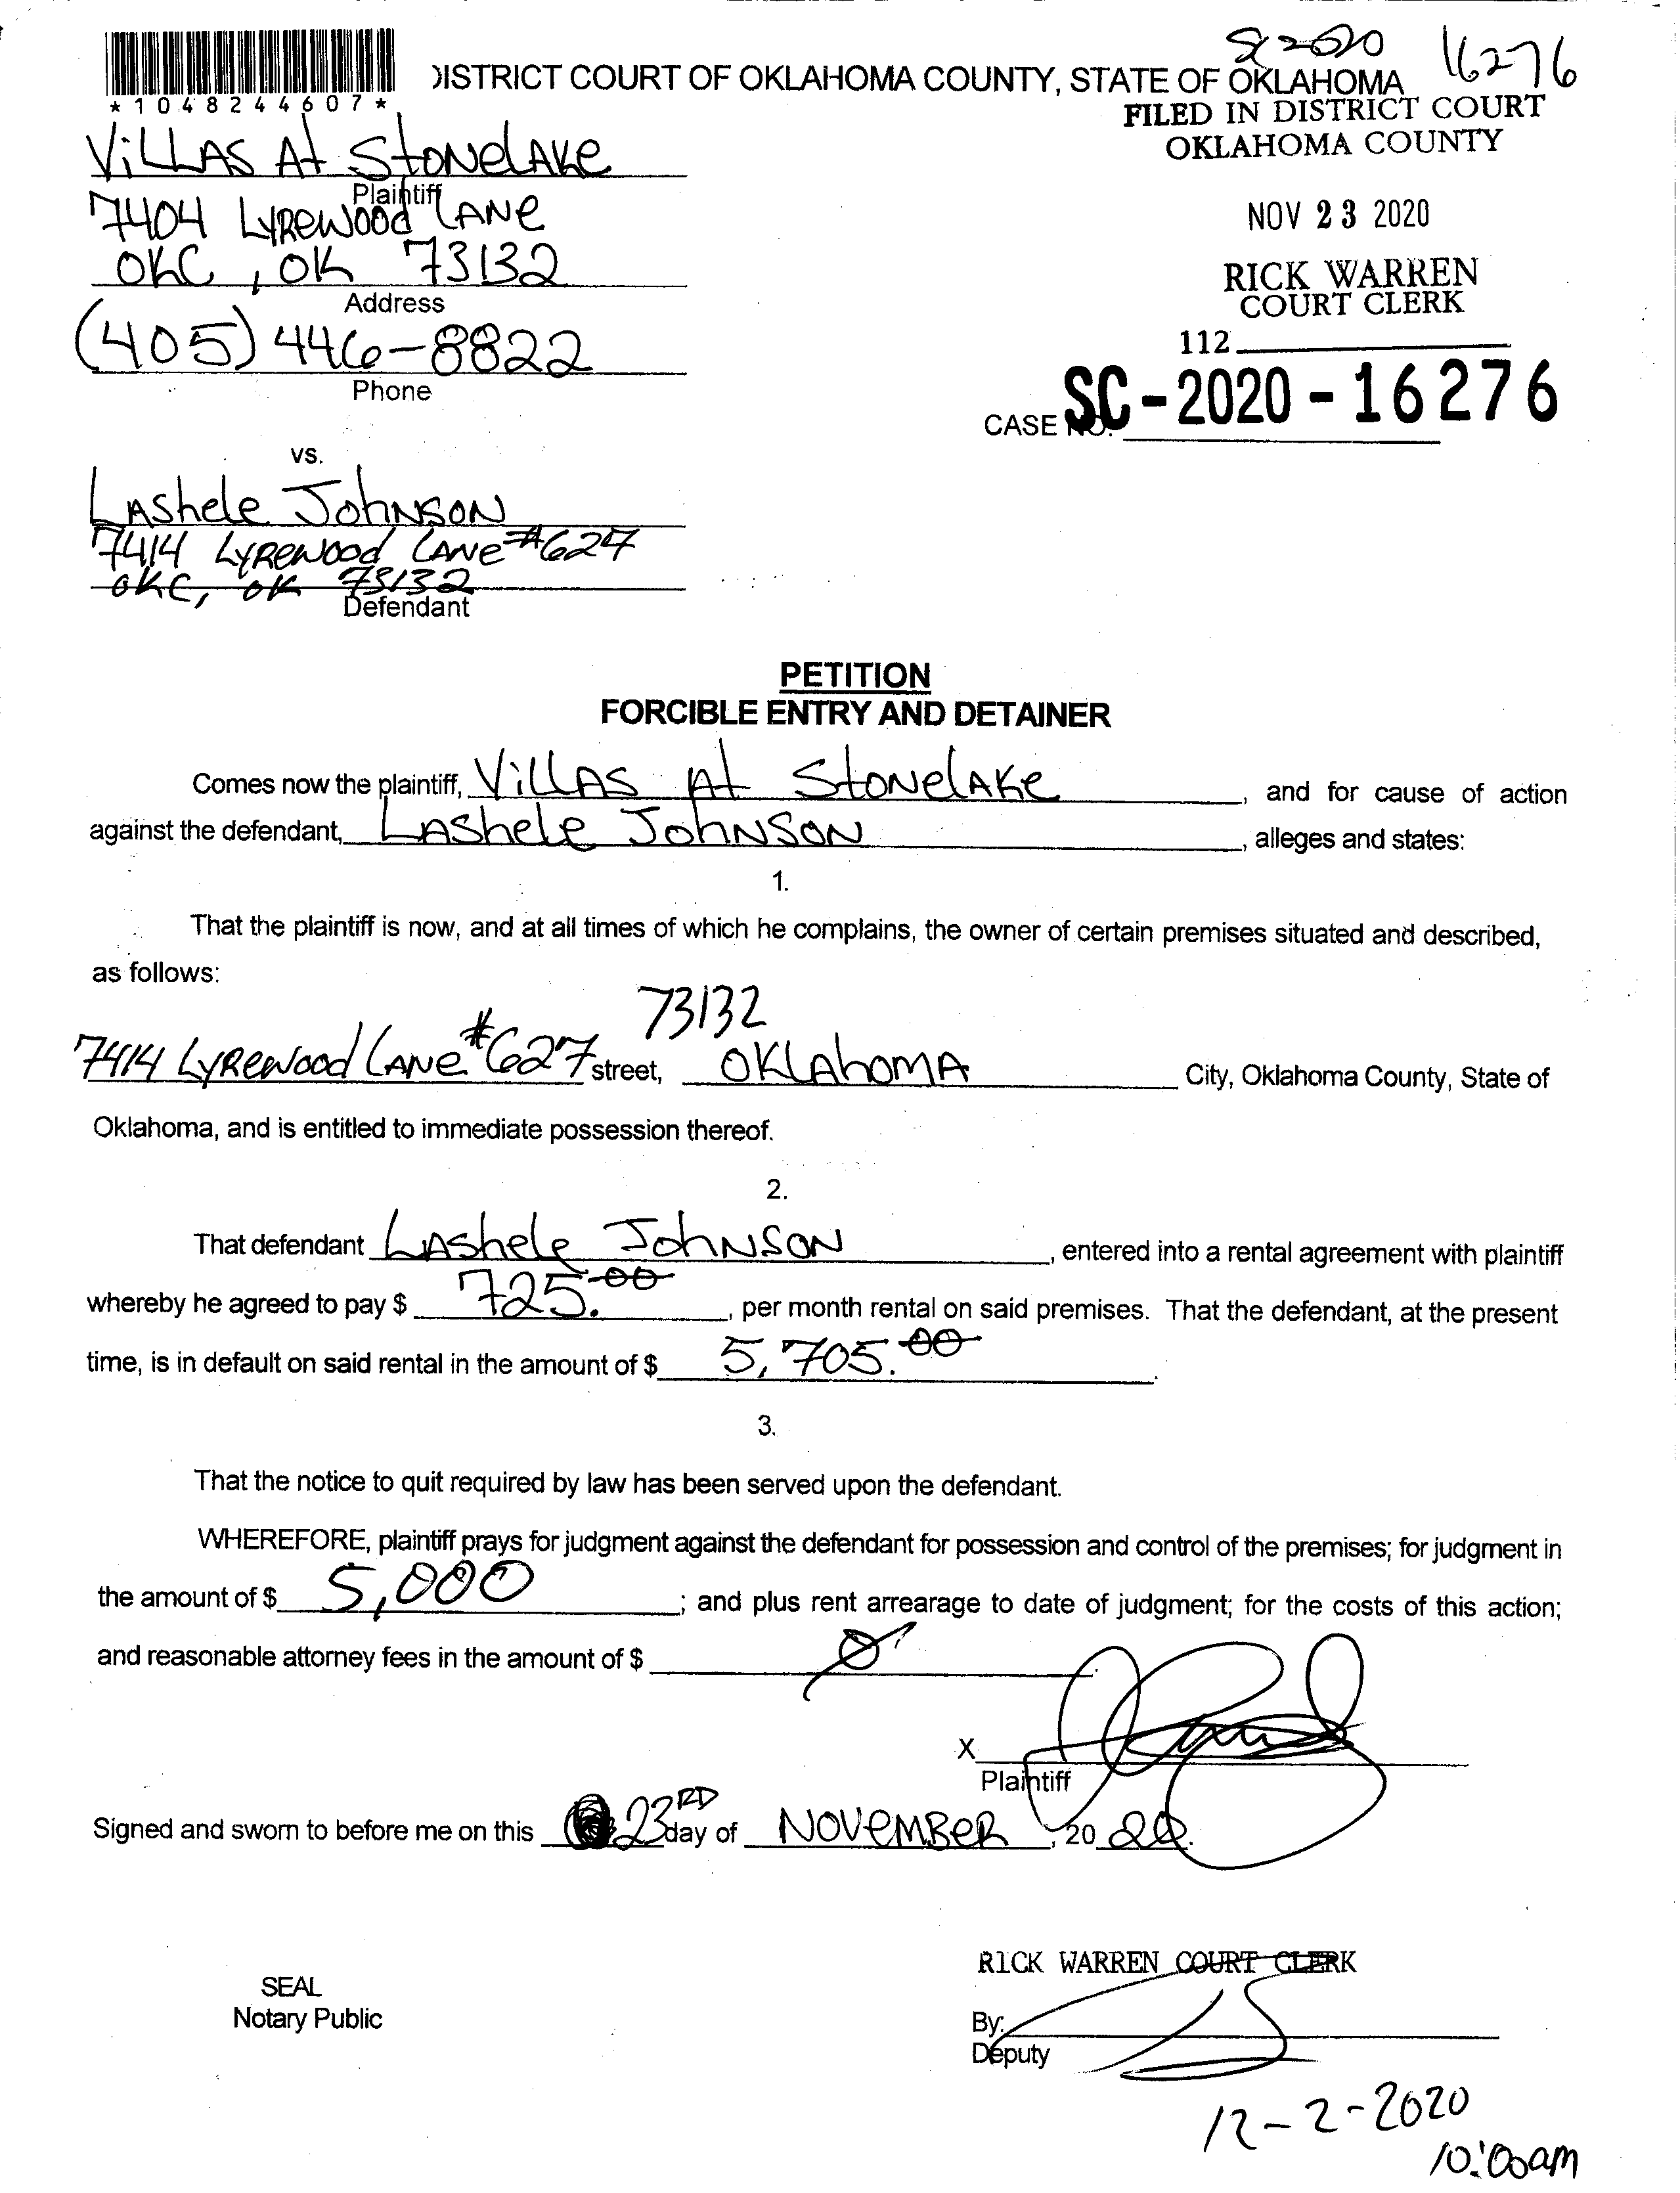 SC 2020 16276
)ISTRICT COURT OF OKLAHOMA COUNTY, STATE OF OKLAHOMA
*1048244607*
FILED IN DISTRICT COURT
OKLAHOMA COUNTY
NOV 23 2020
RICK WARREN
COURT CLERK
112
CASE NO. SC-2020-16276
ViLLAS At StoNelAKe
Plaintiff
7404 LyRewood LANe
OKC, OK 73132
Address
(405) 446-8822
Phone
vs.
LAShele JohNSON
7414 LyRewood LANe #627
OKC, OK 73132
Defendant
PETITION
FORCIBLE ENTRY AND DETAINER
Comes now the plaintiff, ViLLAS At StoNelAKe, and for cause of action
against the defendant, LAShele JohNSON, alleges and states:
1.
That the plaintiff is now, and at all times of which he complains, the owner of certain premises situated and described,
as follows:
73132
7414 LyRewood LANe #627 street, OKLAhoMA City, Oklahoma County, State of
Oklahoma, and is entitled to immediate possession thereof.
2.
That defendant LAShele JohNSON, entered into a rental agreement with plaintiff
whereby he agreed to pay $ 725.00, per month rental on said premises. That the defendant, at the present
time, is in default on said rental in the amount of $ 5,705.00.
3.
That the notice to quit required by law has been served upon the defendant.
WHEREFORE, plaintiff prays for judgment against the defendant for possession and control of the premises; for judgment in
the amount of $ 5,000; and plus rent arrearage to date of judgment; for the costs of this action;
and reasonable attorney fees in the amount of $ 0.
X
Plaintiff
Signed and sworn to before me on this 23RD day of NOVeMBeR, 20 20.
SEAL
Notary Public
RICK WARREN COURT CLERK
By:
Deputy
12-2-2020
10:00am